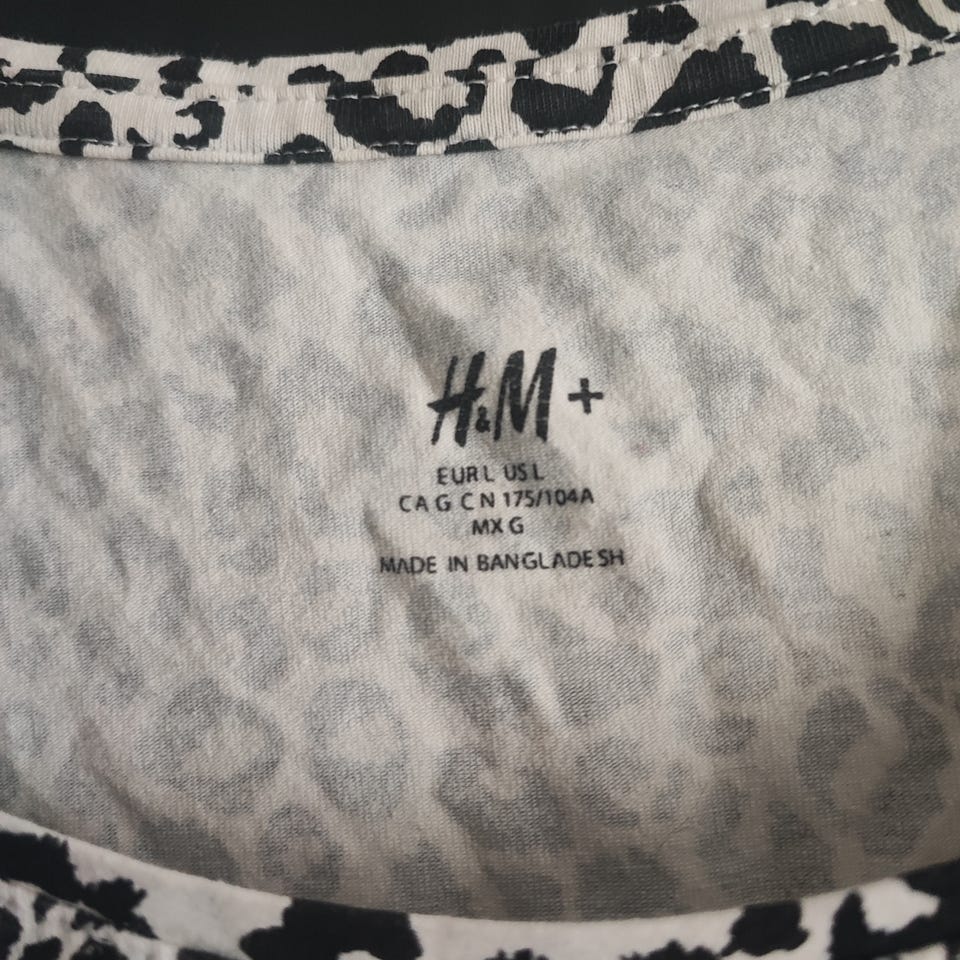 H&M+
EUR L US L
CA G CN 175/104A
MX G
MADE IN BANGLADESH